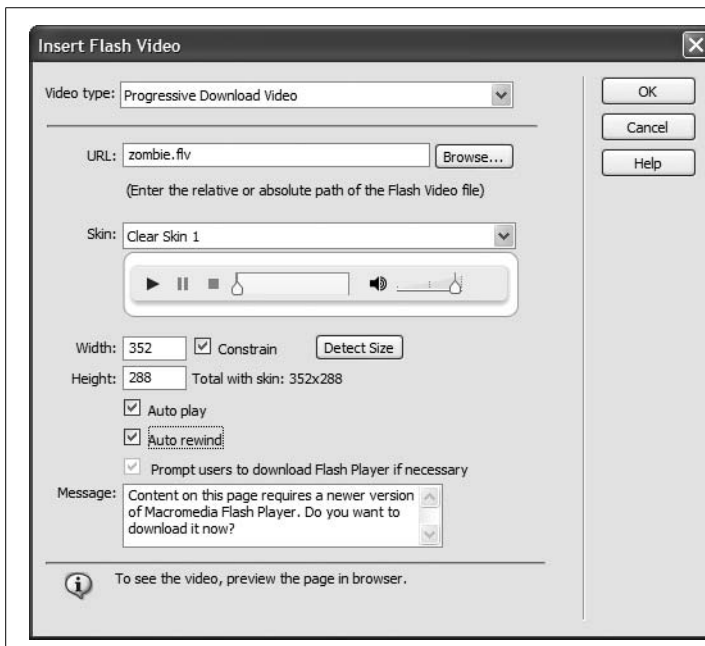 Insert Flash Video
Video type: Progressive Download Video
OK
Cancel
Help
URL: zombie.flv Browse...
(Enter the relative or absolute path of the Flash Video file)
Skin: Clear Skin 1
Width: 352 Constrain Detect Size
Height: 288 Total with skin: 352x288
Auto play
Auto rewind
Prompt users to download Flash Player if necessary
Message: Content on this page requires a newer version
of Macromedia Flash Player. Do you want to
download it now?
To see the video, preview the page in browser.